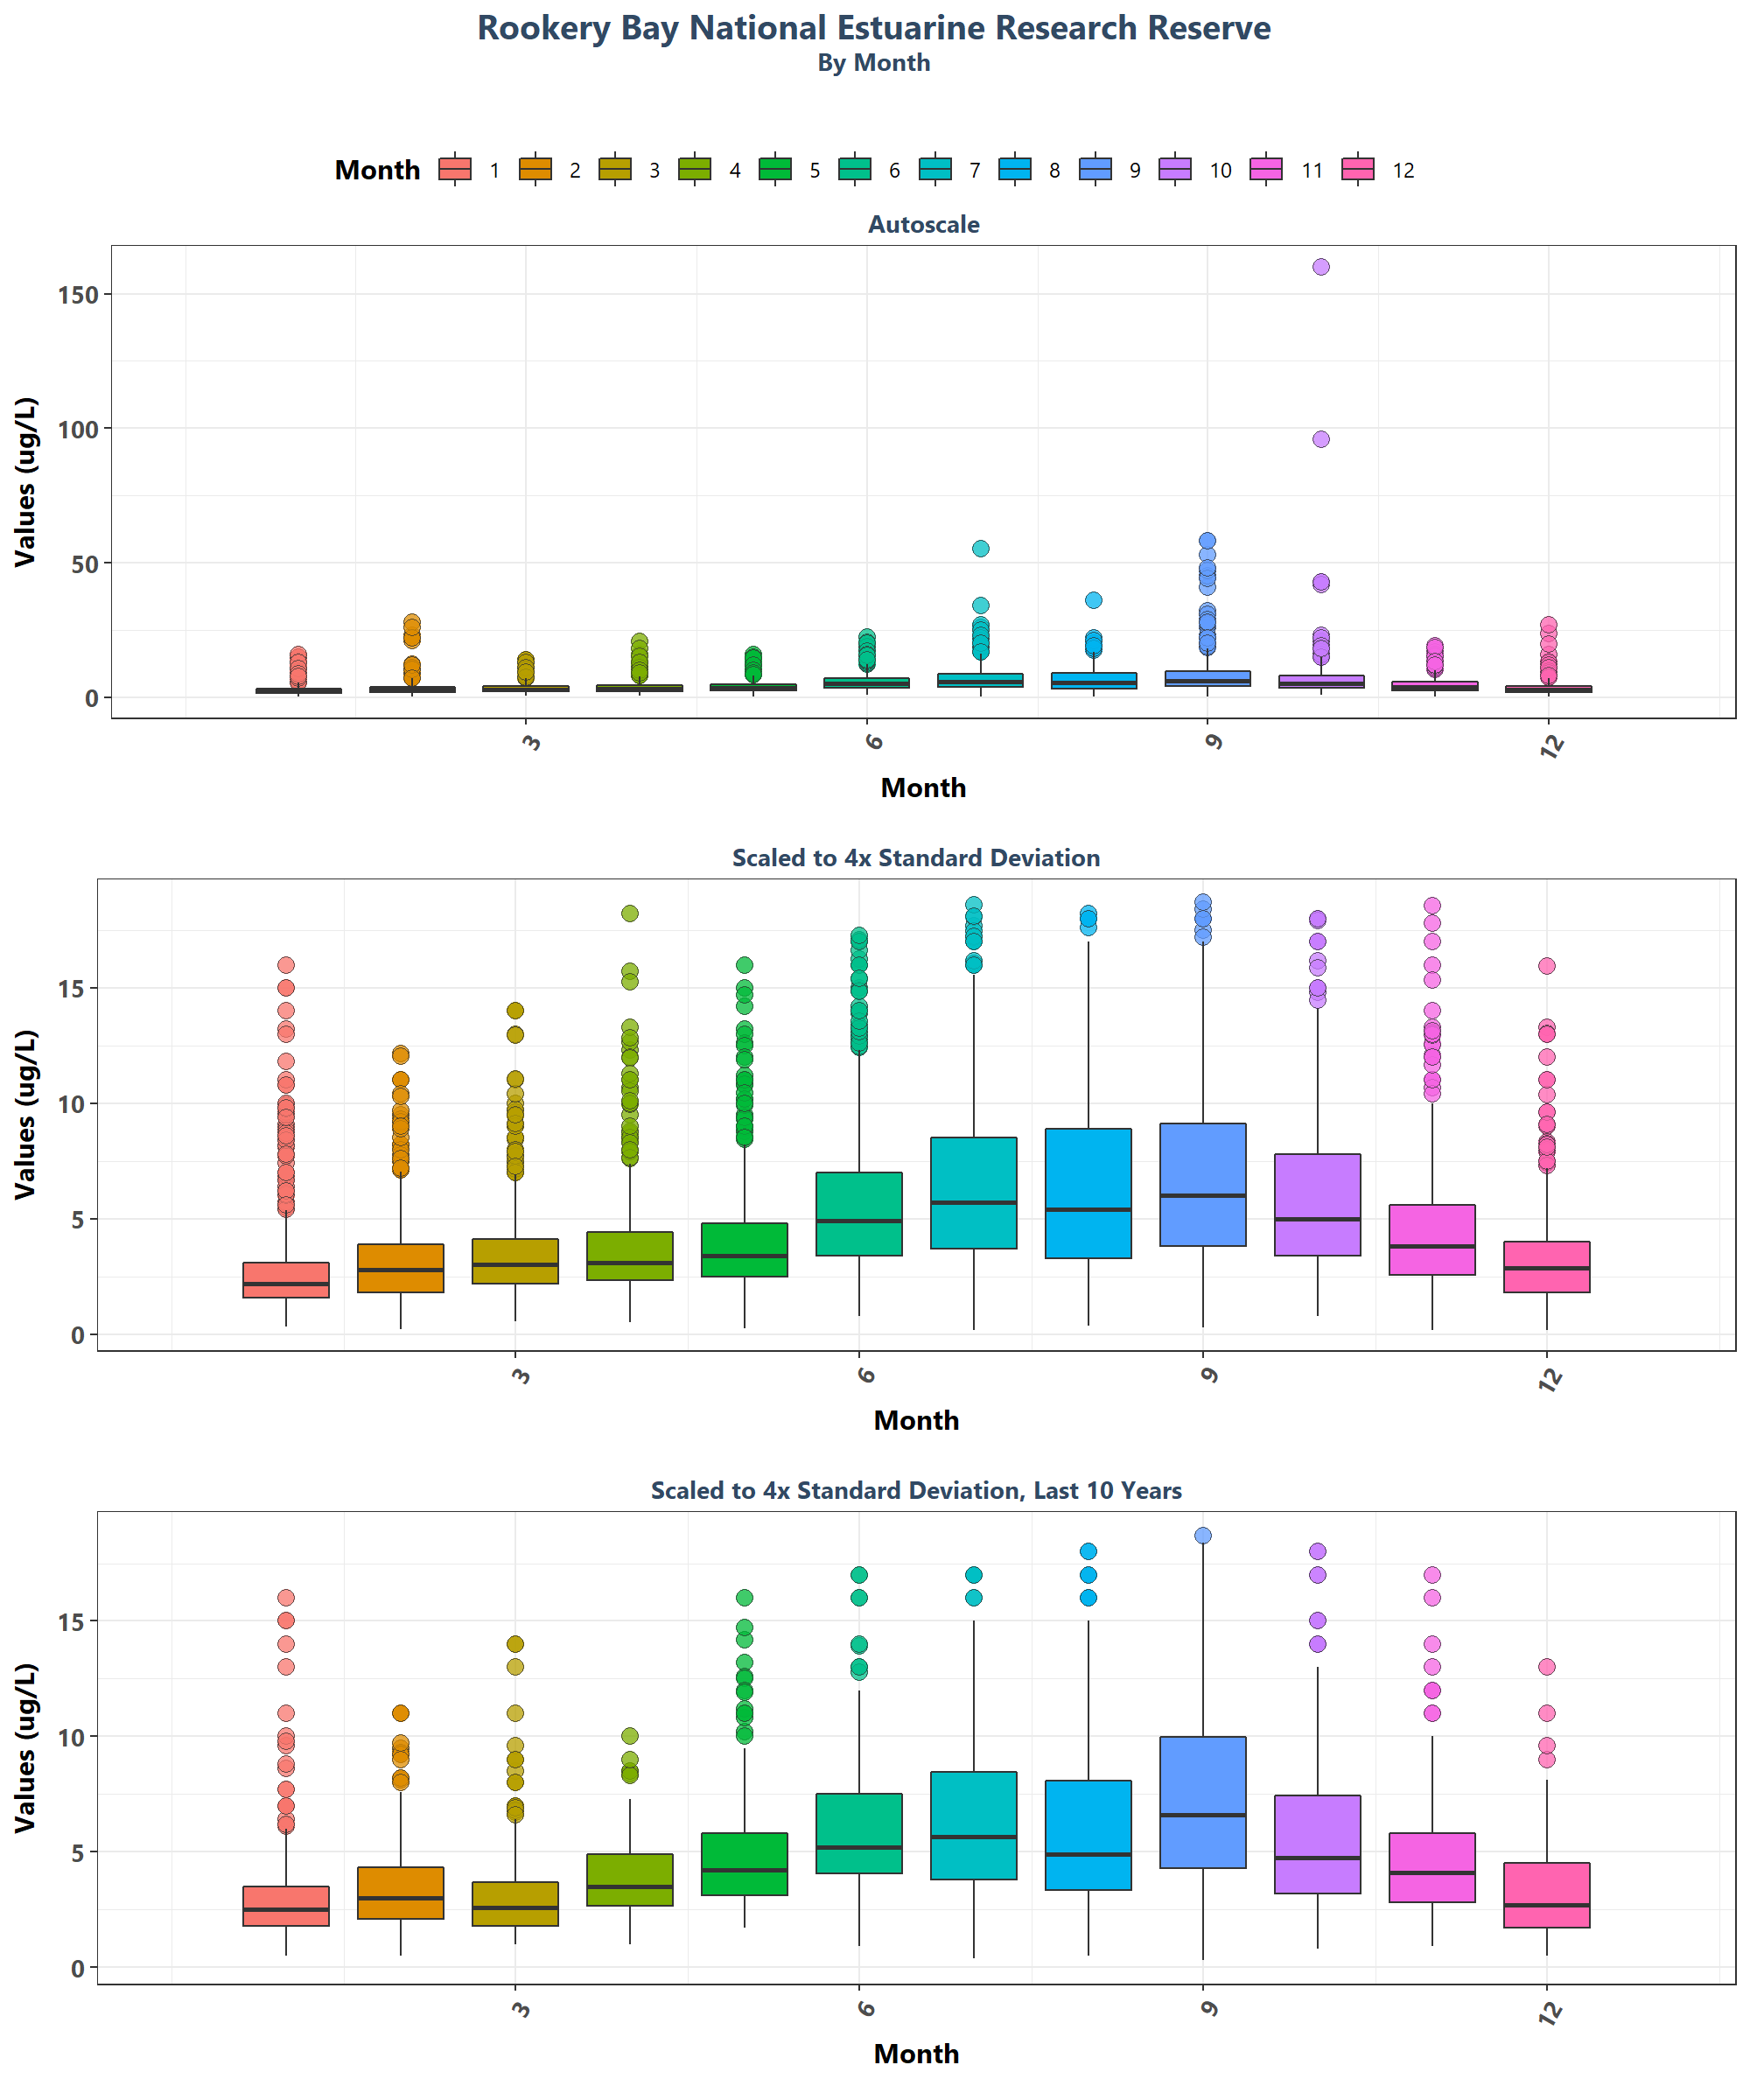 Rookery Bay National Estuarine Research Reserve
By Month
Month 1 2 3 4 5 6 7 8 9 10 11 12
Autoscale
Values (ug/L)
150
100
50
0
3 6 9 12
Month
Scaled to 4x Standard Deviation
Values (ug/L)
15
10
5
0
3 6 9 12
Month
Scaled to 4x Standard Deviation, Last 10 Years
Values (ug/L)
15
10
5
0
3 6 9 12
Month